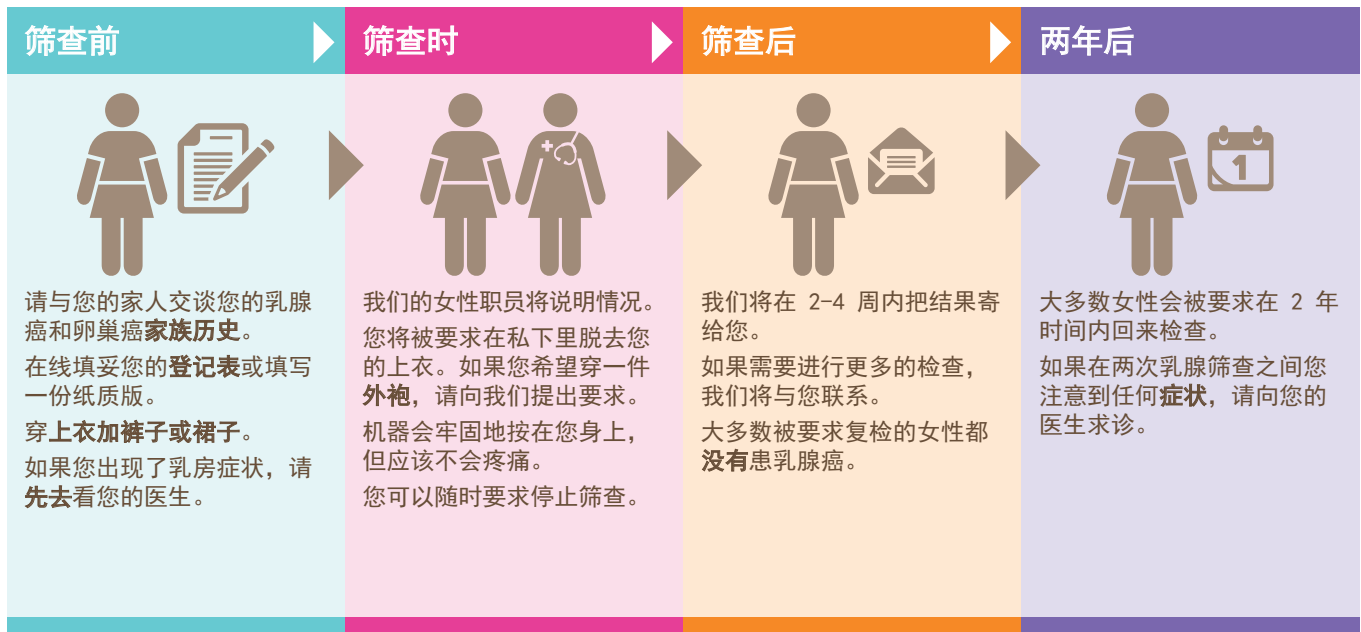 筛查前
请与您的家人交谈您的乳腺
癌和卵巢癌家族历史。
在线填妥您的登记表或填写
一份纸质版。
穿上衣加裤子或裙子。
如果您出现了乳房症状，请
先去看您的医生。
筛查时
我们的女性职员将说明情况。
您将被要求在私下里脱去您
的上衣。如果您希望穿一件
外袍，请向我们提出要求。
机器会牢固地按在您身上，
但应该不会疼痛。
您可以随时要求停止筛查。
筛查后
我们将在 2-4 周内把结果寄
给您。
如果需要进行更多的检查，
我们将与您联系。
大多数被要求复检的女性都
没有患乳腺癌。
两年后
1
大多数女性会被要求在 2 年
时间内回来检查。
如果在两次乳腺筛查之间您
注意到任何症状，请向您的
医生求诊。